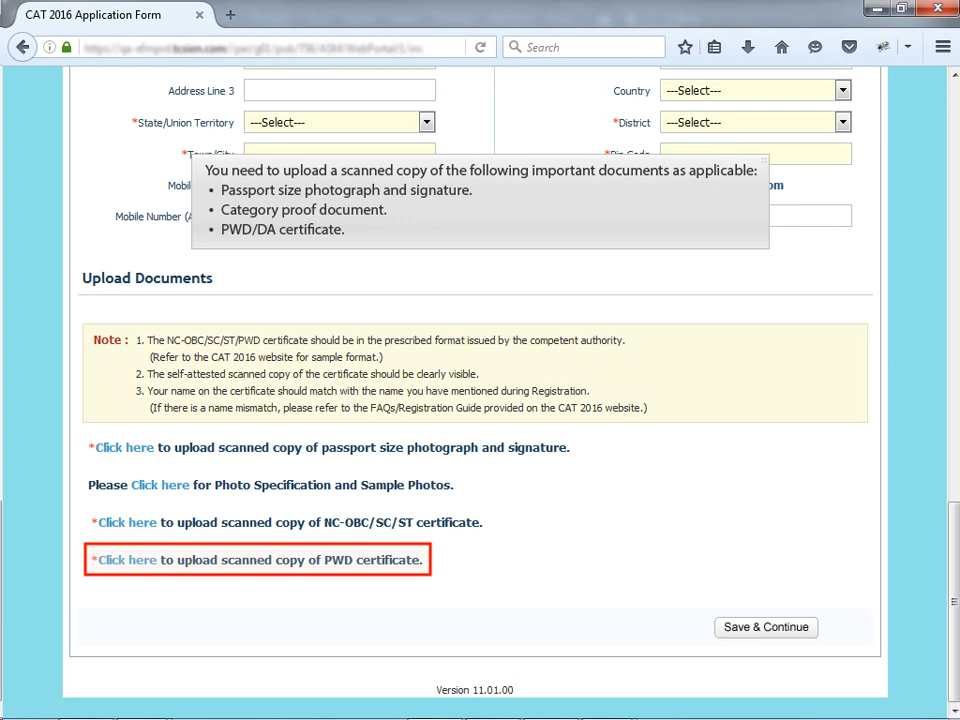 CAT 2016 Application Form
Search
Address Line 3
Country
---Select---
*State/Union Territory
---Select---
*District
---Select---
*Town/City
*Pin Code
You need to upload a scanned copy of the following important documents as applicable:
• Passport size photograph and signature.
• Category proof document.
• PWD/DA certificate.
Mobil
om
Mobile Number (A
Upload Documents
Note : 1. The NC-OBC/SC/ST/PWD certificate should be in the prescribed format issued by the competent authority.
(Refer to the CAT 2016 website for sample format.)
2. The self-attested scanned copy of the certificate should be clearly visible.
3. Your name on the certificate should match with the name you have mentioned during Registration.
(If there is a name mismatch, please refer to the FAQs/Registration Guide provided on the CAT 2016 website.)
*Click here to upload scanned copy of passport size photograph and signature.
Please Click here for Photo Specification and Sample Photos.
*Click here to upload scanned copy of NC-OBC/SC/ST certificate.
*Click here to upload scanned copy of PWD certificate.
Save & Continue
Version 11.01.00